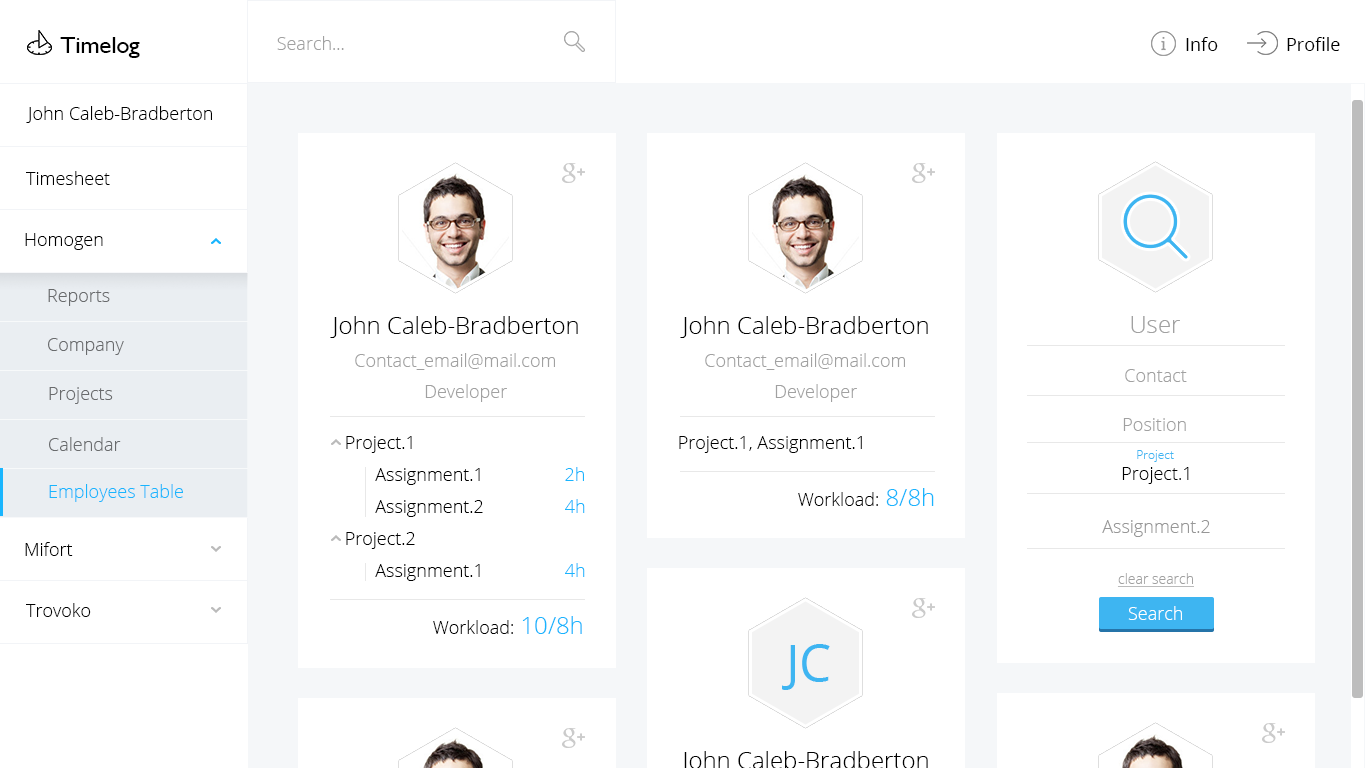 Timelog
Search...
Info
Profile
John Caleb-Bradberton
Timesheet
Homogen
Reports
Company
Projects
Calendar
Employees Table
Mifort
Trovoko
g+
John Caleb-Bradberton
Contact_email@mail.com
Developer
Project.1
Assignment.1 2h
Assignment.2 4h
Project.2
Assignment.1 4h
Workload: 10/8h
g+
g+
John Caleb-Bradberton
Contact_email@mail.com
Developer
Project.1, Assignment.1
Workload: 8/8h
g+
JC
John Caleb-Bradberton
User
Contact
Position
Project
Project.1
Assignment.2
clear search
Search
g+